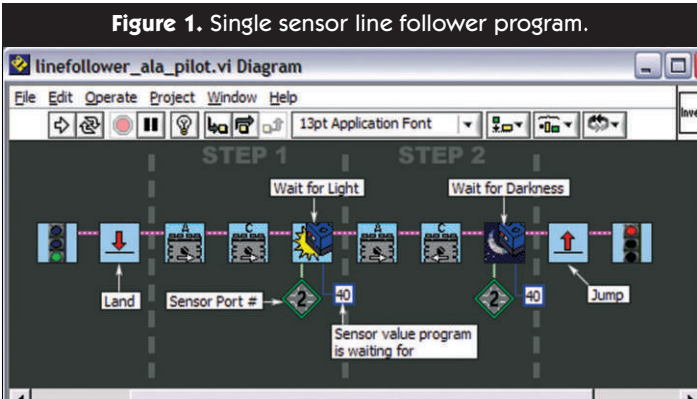 Figure 1. Single sensor line follower program.
linefollower_ala_pilot.vi Diagram
File Edit Operate Project Window Help
13pt Application Font
STEP 1 STEP 2
Wait for Light Wait for Darkness
A C A C
Land Sensor Port # 2 40 2 40 Jump
Sensor value program
is waiting for